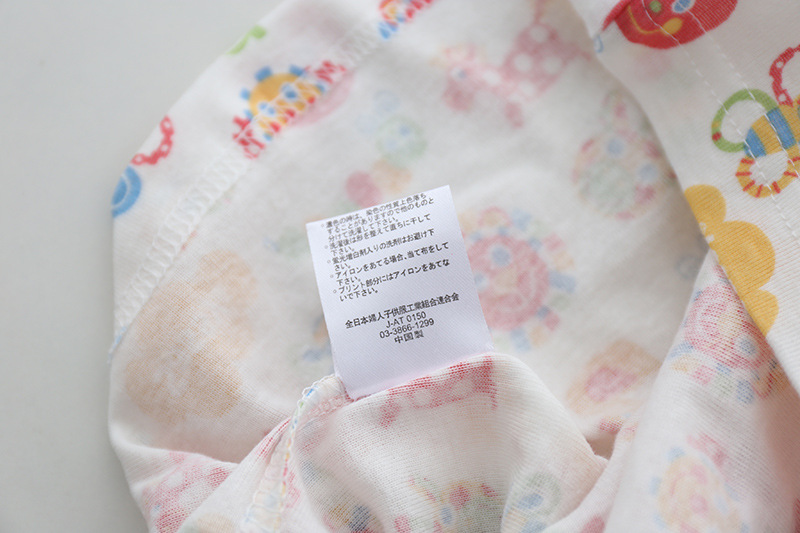 ※濃色の時は、染色の性質上色落ち
することがありますので他のものと
分けて洗濯して下さい。
※洗濯後は形を整えて直ちに干して
下さい。
※蛍光増白剤入りの洗剤はお避け下
さい。
※アイロンをあてる場合、当て布をして
下さい。
※プリント部分にはアイロンをあてな
いで下さい。
全日本婦人子供服工業組合連合会
J-AT 0150
03-3866-1299
中国製